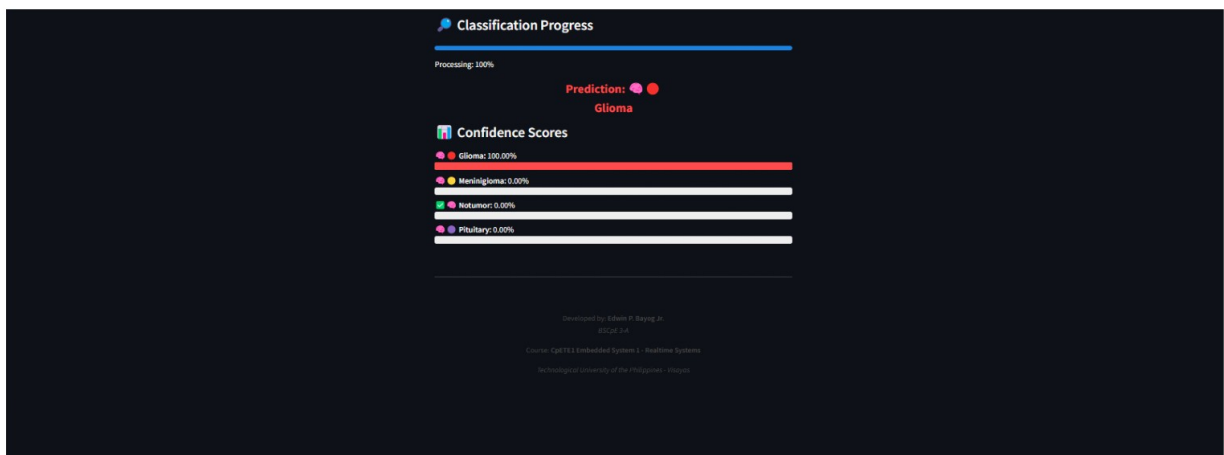 Classification Progress
Processing: 100%
Prediction:
Glioma
Confidence Scores
Glioma: 100.00%
Meninigioma: 0.00%
Notumor: 0.00%
Pituitary: 0.00%
Developed by: Edwin P. Bayog Jr.
BSCpE 3-A
Course: CpETE1 Embedded System 1 - Realtime Systems
Technological University of the Philippines - Visayas